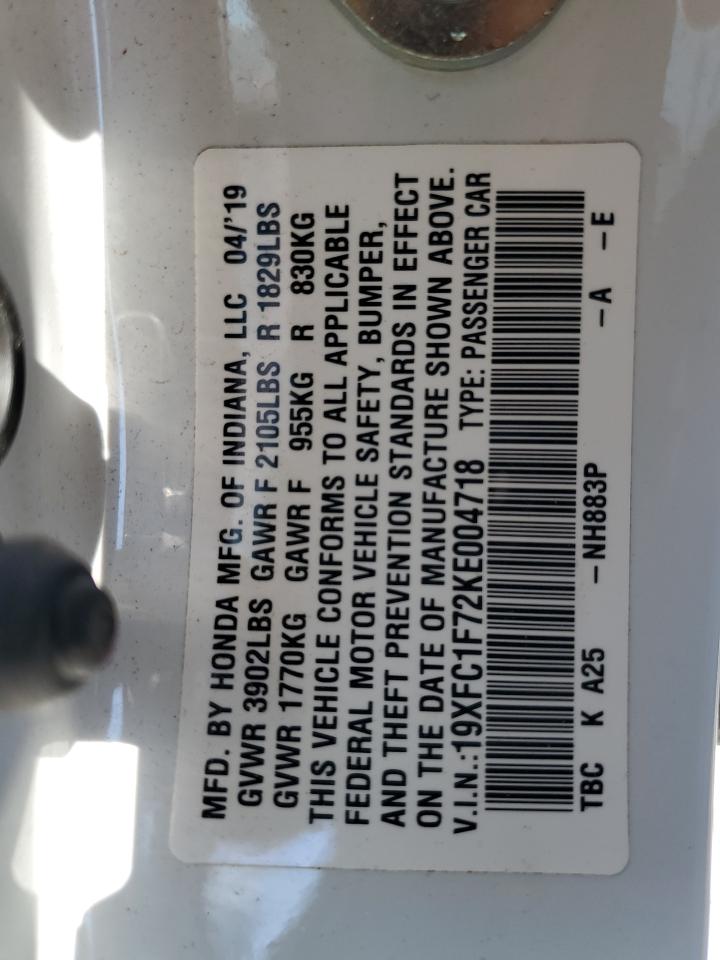 MFD. BY HONDA MFG. OF INDIANA, LLC 04/'19
GVWR 3902LBS GAWR F 2105LBS R 1829LBS
GVWR 1770KG GAWR F 955KG R 830KG
THIS VEHICLE CONFORMS TO ALL APPLICABLE
FEDERAL MOTOR VEHICLE SAFETY, BUMPER,
AND THEFT PREVENTION STANDARDS IN EFFECT
ON THE DATE OF MANUFACTURE SHOWN ABOVE.
V.I.N.:19XFC1F72KE004718 TYPE: PASSENGER CAR
TBC K A25 –NH883P –A –E